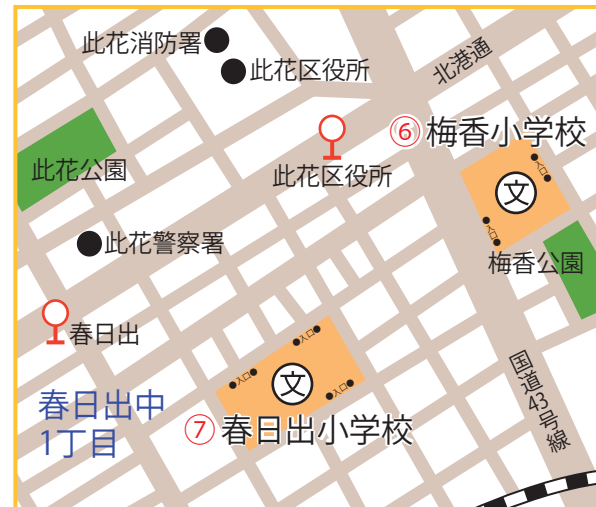 此花消防署
此花区役所
北港通
⑥梅香小学校
入口
文
入口
此花公園
此花区役所
此花警察署
梅香公園
春日出
入口
入口
文
入口
春日出中
1丁目
⑦春日出小学校
国道43号線